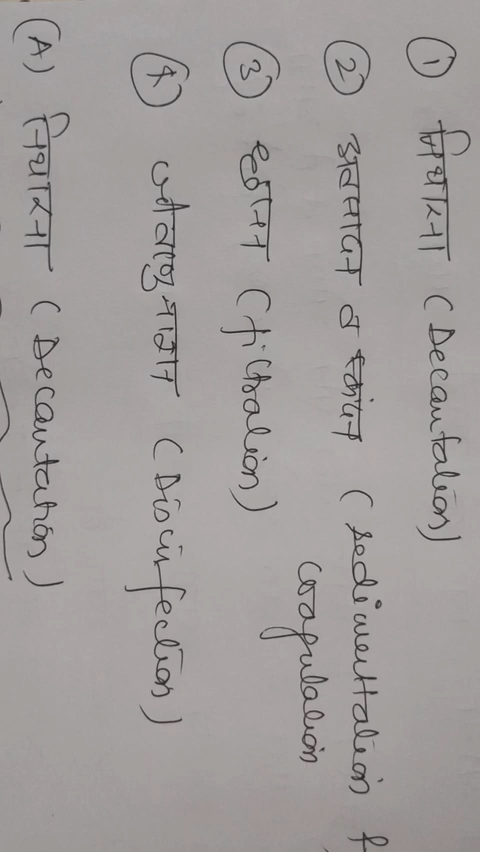 ① निथारना (Decantation)
② अवसादन व स्कंदन (Sedimentation &
coagulation
③ छानना (filtration)
④ जीवाणुनाशन (Disinfection)
(A) निथारना (Decantation)